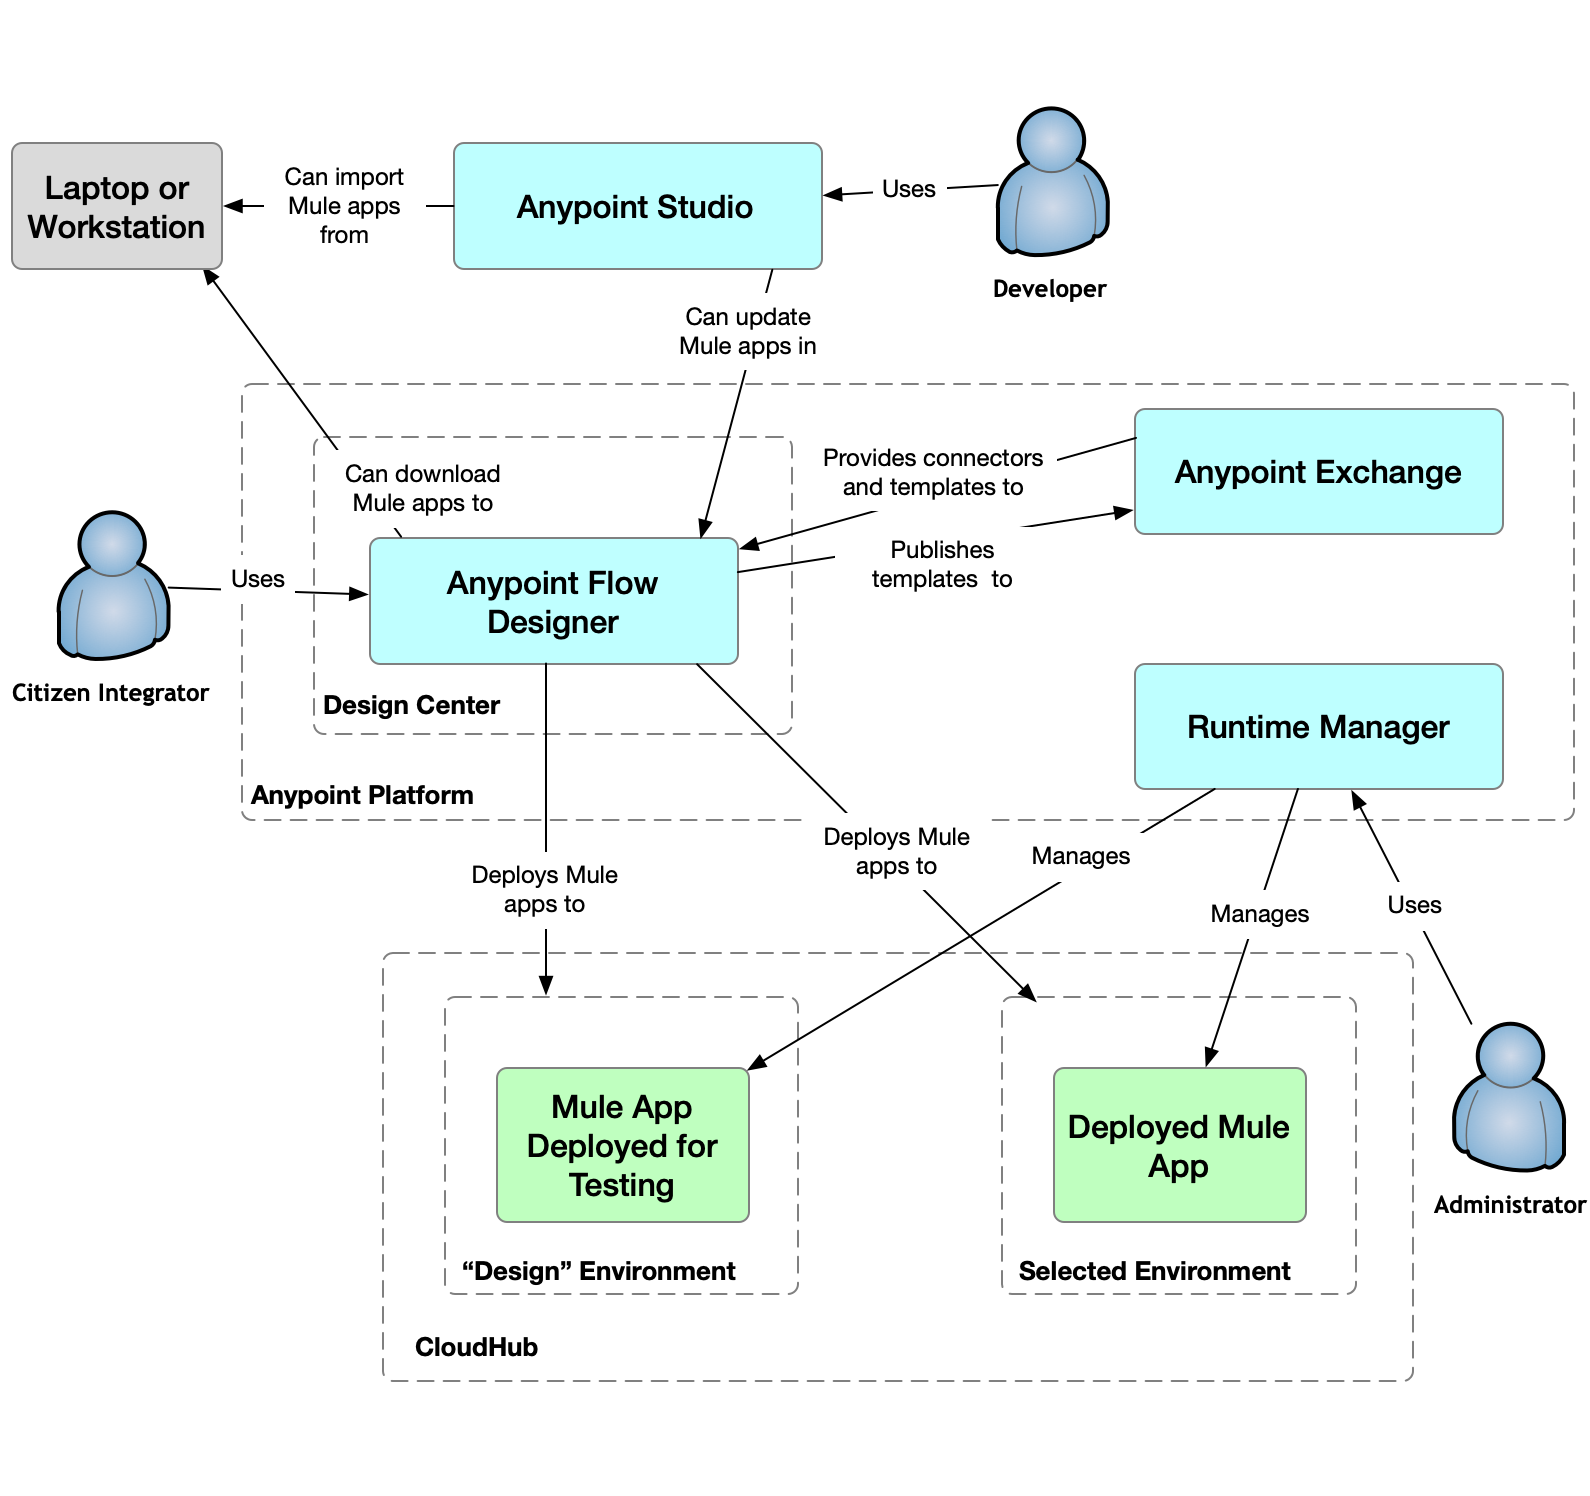 Laptop or
Workstation
Can import
Mule apps
from
Anypoint Studio
Uses
Developer
Can update
Mule apps in
Can download
Mule apps to
Provides connectors
and templates to
Anypoint Exchange
Publishes
templates to
Uses
Citizen Integrator
Anypoint Flow
Designer
Design Center
Runtime Manager
Anypoint Platform
Deploys Mule
apps to
Deploys Mule
apps to
Manages
Manages
Uses
Mule App
Deployed for
Testing
Deployed Mule
App
Administrator
“Design” Environment
Selected Environment
CloudHub